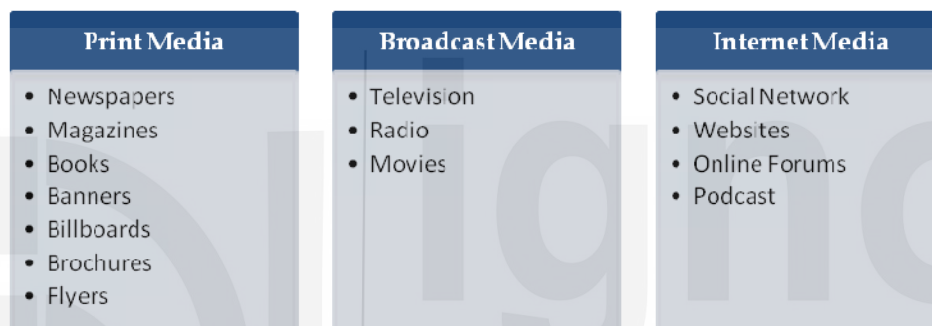 Print Media
• Newspapers
• Magazines
• Books
• Banners
• Billboards
• Brochures
• Flyers
Broadcast Media
• Television
• Radio
• Movies
Internet Media
• Social Network
• Websites
• Online Forums
• Podcast